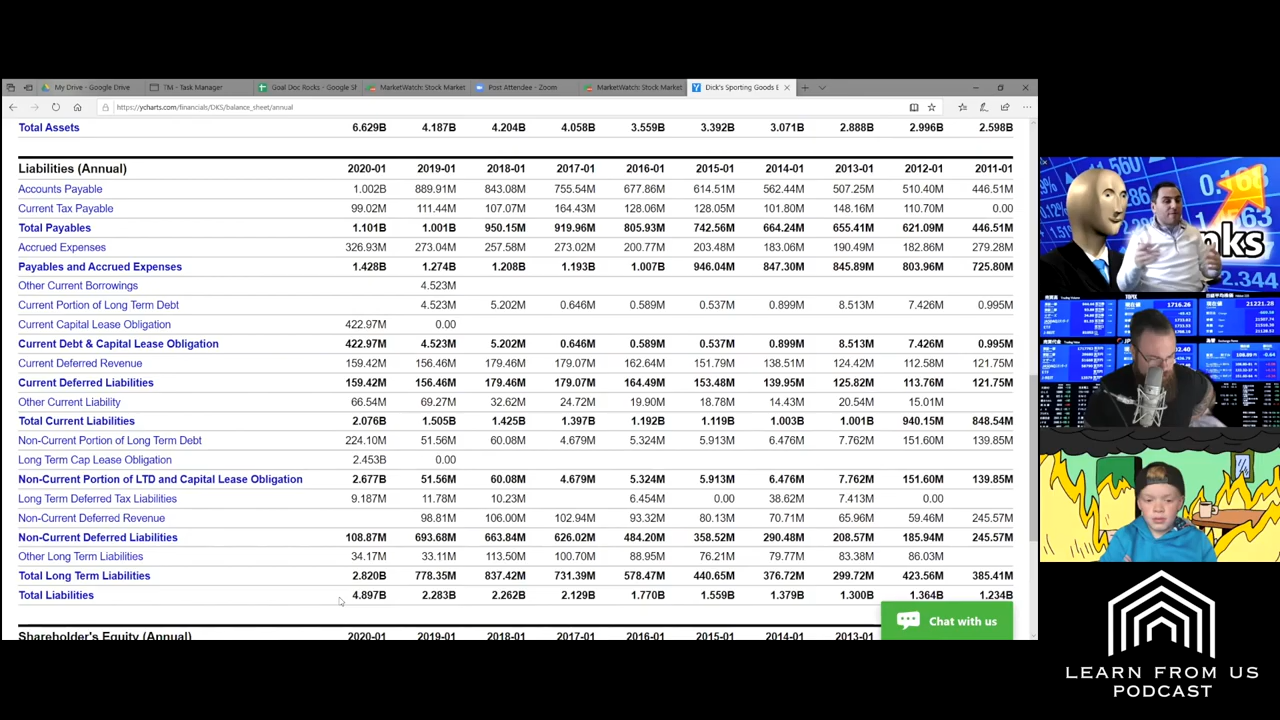 My Drive - Google Drive TM - Task Manager Goal Doc Rocks - Google Sh MarketWatch: Stock Market Post Attendee - Zoom MarketWatch: Stock Market Dick's Sporting Goods B
https://ycharts.com/financials/DKS/balance_sheet/annual
Total Assets 6.629B 4.187B 4.204B 4.058B 3.559B 3.392B 3.071B 2.888B 2.996B 2.598B
Liabilities (Annual) 2020-01 2019-01 2018-01 2017-01 2016-01 2015-01 2014-01 2013-01 2012-01 2011-01
Accounts Payable 1.002B 889.91M 843.08M 755.54M 677.86M 614.51M 562.44M 507.25M 510.40M 446.51M
Current Tax Payable 99.02M 111.44M 107.07M 164.43M 128.06M 128.05M 101.80M 148.16M 110.70M 0.00
Total Payables 1.101B 1.001B 950.15M 919.96M 805.93M 742.56M 664.24M 655.41M 621.09M 446.51M
Accrued Expenses 326.93M 273.04M 257.58M 273.02M 200.77M 203.48M 183.06M 190.49M 182.86M 279.28M
Payables and Accrued Expenses 1.428B 1.274B 1.208B 1.193B 1.007B 946.04M 847.30M 845.89M 803.96M 725.80M
Other Current Borrowings 4.523M
Current Portion of Long Term Debt 4.523M 5.202M 0.646M 0.589M 0.537M 0.899M 8.513M 7.426M 0.995M
Current Capital Lease Obligation 422.97M 0.00
Current Debt & Capital Lease Obligation 422.97M 4.523M 5.202M 0.646M 0.589M 0.537M 0.899M 8.513M 7.426M 0.995M
Current Deferred Revenue 159.42M 156.46M 179.46M 179.07M 162.64M 151.79M 138.51M 124.42M 112.58M 121.75M
Current Deferred Liabilities 159.42M 156.46M 179.46M 179.07M 164.49M 153.48M 139.95M 125.82M 113.76M 121.75M
Other Current Liability 66.54M 69.27M 32.62M 24.22M 19.90M 18.78M 14.43M 20.54M 15.01M
Total Current Liabilities 2.076B 1.505B 1.425B 1.397B 1.192B 1.119B 1.003B 1.001B 940.15M 848.54M
Non-Current Portion of Long Term Debt 224.10M 51.56M 60.08M 4.679M 5.324M 5.913M 6.476M 7.762M 151.60M 139.85M
Long Term Cap Lease Obligation 2.453B 0.00
Non-Current Portion of LTD and Capital Lease Obligation 2.677B 51.56M 60.08M 4.679M 5.324M 5.913M 6.476M 7.762M 151.60M 139.85M
Long Term Deferred Tax Liabilities 9.187M 11.78M 10.23M 6.454M 0.00 38.62M 7.413M 0.00
Non-Current Deferred Revenue 98.81M 106.00M 102.94M 93.32M 80.13M 70.71M 65.96M 59.46M 245.57M
Non-Current Deferred Liabilities 108.87M 693.68M 663.84M 626.02M 484.20M 358.52M 290.48M 208.57M 185.94M 245.57M
Other Long Term Liabilities 34.17M 33.11M 113.50M 100.70M 88.95M 76.21M 79.77M 83.38M 86.03M
Total Long Term Liabilities 2.820B 778.35M 837.42M 731.39M 578.47M 440.65M 376.72M 299.72M 423.56M 385.41M
Total Liabilities 4.897B 2.283B 2.262B 2.129B 1.770B 1.559B 1.379B 1.300B 1.364B 1.234B
Shareholder's Equity (Annual) 2020-01 2019-01 2018-01 2017-01 2016-01 2015-01 2014-01 2013-01
Chat with us
2.344
TOPIX
1716.26
21221.28
LEARN FROM US
PODCAST